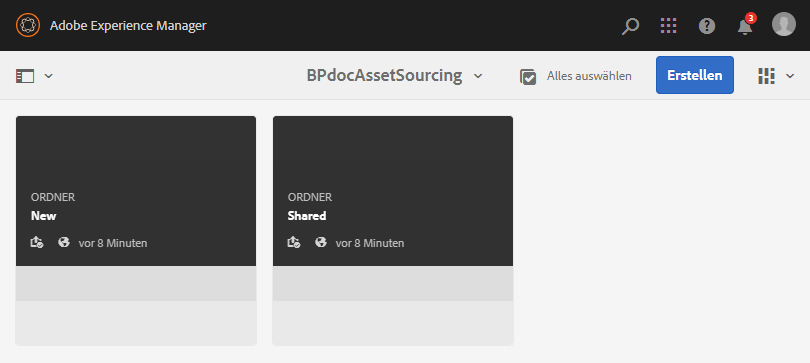 Adobe Experience Manager
3
BPdocAssetSourcing
Alles auswählen
Erstellen
ORDNER
New
vor 8 Minuten
ORDNER
Shared
vor 8 Minuten